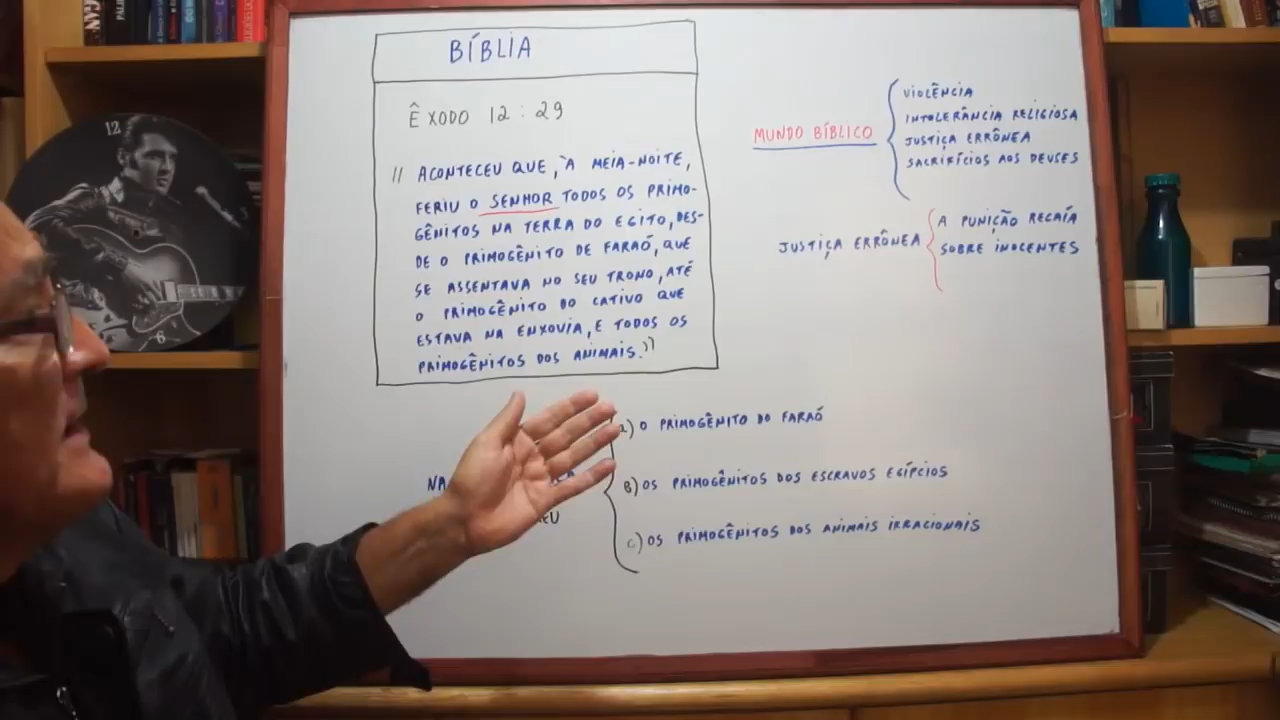 BÍBLIA
ÊXODO 12 : 29
" ACONTECEU QUE, À MEIA-NOITE,
FERIU O SENHOR TODOS OS PRIMO-
GÊNITOS NA TERRA DO EGITO, DES-
DE O PRIMOGÊNITO DE FARAÓ, QUE
SE ASSENTAVA NO SEU TRONO, ATÉ
O PRIMOGÊNITO DO CATIVO QUE
ESTAVA NA ENXOVIA, E TODOS OS
PRIMOGÊNITOS DOS ANIMAIS."
MUNDO BÍBLICO
VIOLÊNCIA
INTOLERÂNCIA RELIGIOSA
JUSTIÇA ERRÔNEA
SACRIFÍCIOS AOS DEUSES
JUSTIÇA ERRÔNEA
A PUNIÇÃO RECAÍA
SOBRE INOCENTES
a) O PRIMOGÊNITO DO FARAÓ
B) OS PRIMOGÊNITOS DOS ESCRAVOS EGÍPCIOS
C) OS PRIMOGÊNITOS DOS ANIMAIS IRRACIONAIS
12
6